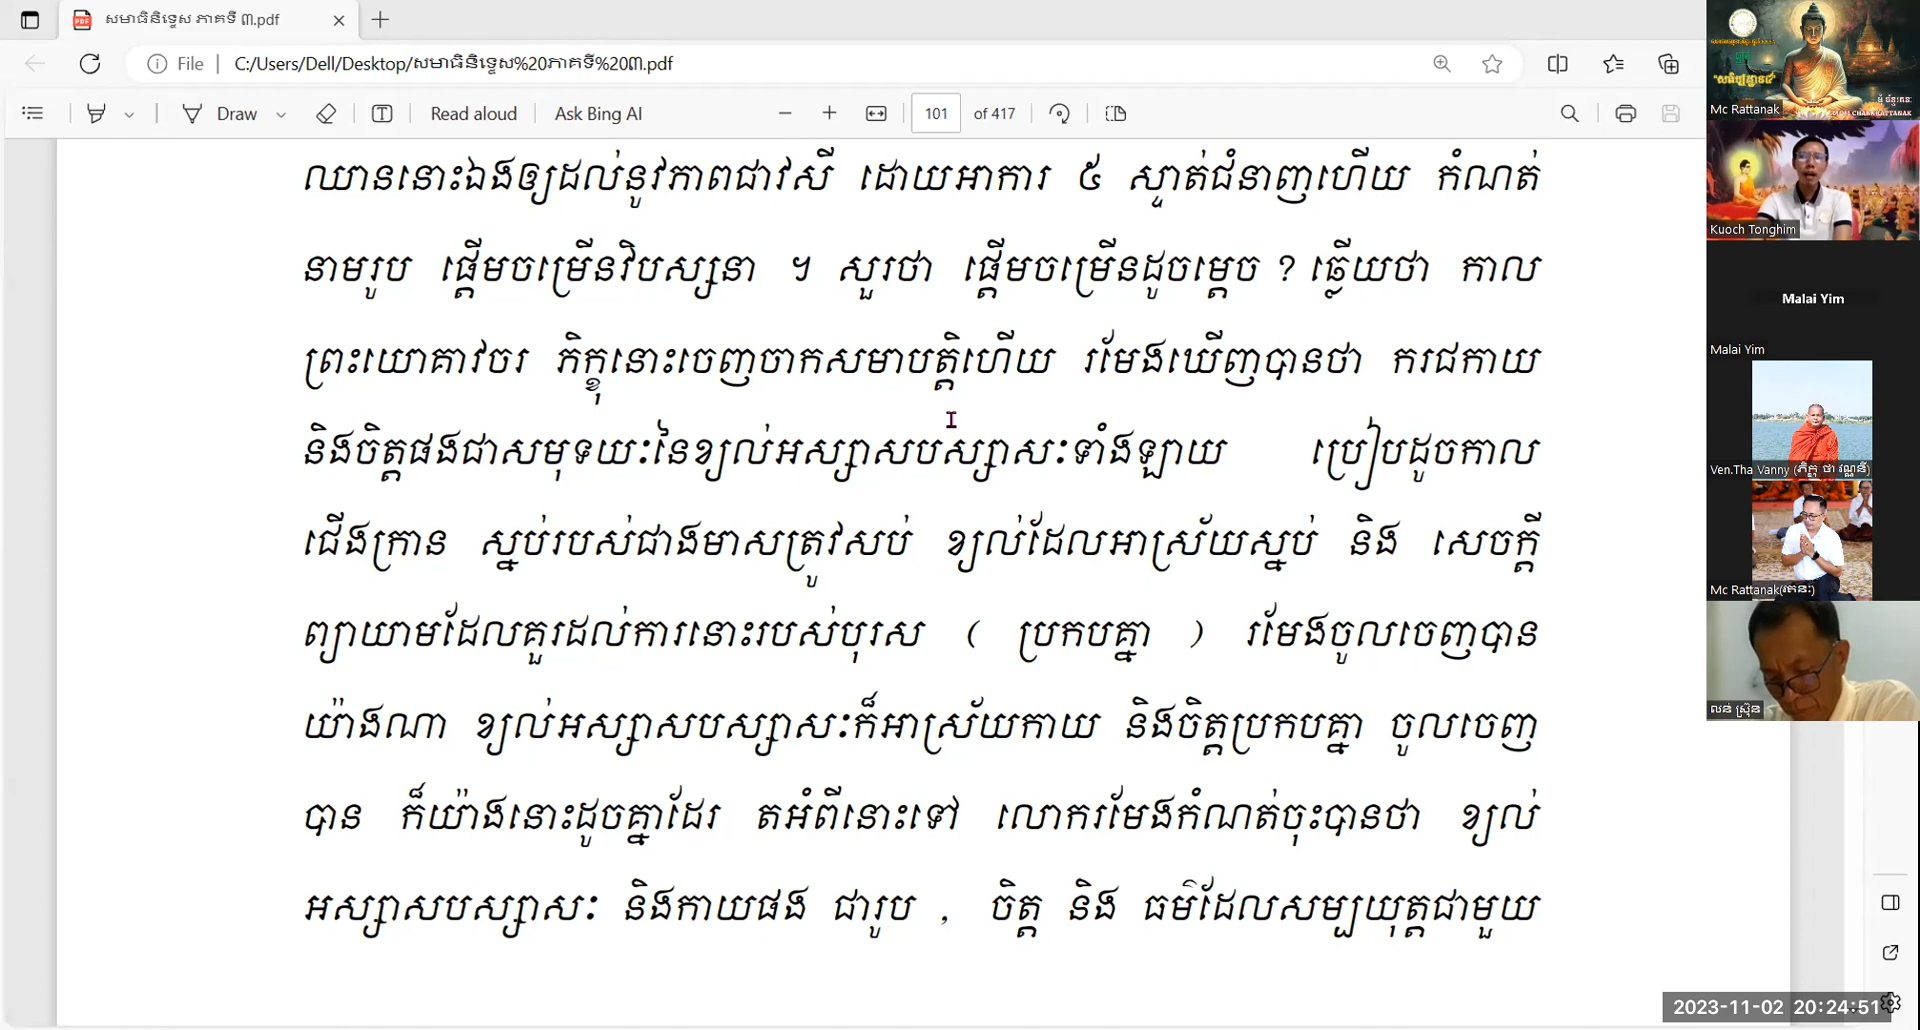 សមាធិនិទ្ទេស ភាគទី ៣.pdf
File
C:/Users/Dell/Desktop/សមាធិនិទ្ទេស%20ភាគទី%20៣.pdf
Draw
Read aloud
Ask Bing AI
101 of 417
ឈាននោះឯងឲ្យដល់នូវភាពជាវសី ដោយអាការ ៥ ស្ទាត់ជំនាញហើយ កំណត់
នាមរូប ផ្ដើមចម្រើនវិបស្សនា ។ សួរថា ផ្ដើមចម្រើនដូចម្ដេច ? ឆ្លើយថា កាល
ព្រះយោគាវចរ ភិក្ខុនោះចេញចាកសមាបត្តិហើយ រមែងឃើញបានថា ករជកាយ
និងចិត្តផងជាសមុទយៈនៃខ្យល់អស្សាសបស្សាសៈទាំងឡាយ ប្រៀបដូចកាល
ជើងក្រាន ស្នប់របស់ជាងមាសត្រូវសប់ ខ្យល់ដែលអាស្រ័យស្នប់ និង សេចក្ដី
ព្យាយាមដែលគួរដល់ការនោះរបស់បុរស ( ប្រកបគ្នា ) រមែងចូលចេញបាន
យ៉ាងណា ខ្យល់អស្សាសបស្សាសៈក៏អាស្រ័យកាយ និងចិត្តប្រកបគ្នា ចូលចេញ
បាន ក៏យ៉ាងនោះដូចគ្នាដែរ តអំពីនោះទៅ លោករមែងកំណត់ចុះបានថា ខ្យល់
អស្សាសបស្សាសៈ និងកាយផង ជារូប , ចិត្ត និង ធម៌ដែលសម្បយុត្តជាមួយ
Mc Rattanak
Kuoch Tonghim
Malai Yim
Malai Yim
Ven.Tha Vanny (ភិក្ខុ ថា វណ្ណនី)
Mc Rattanak(រតនៈ)
លន់ ស្រ៊ុន
2023-11-02 20:24:51